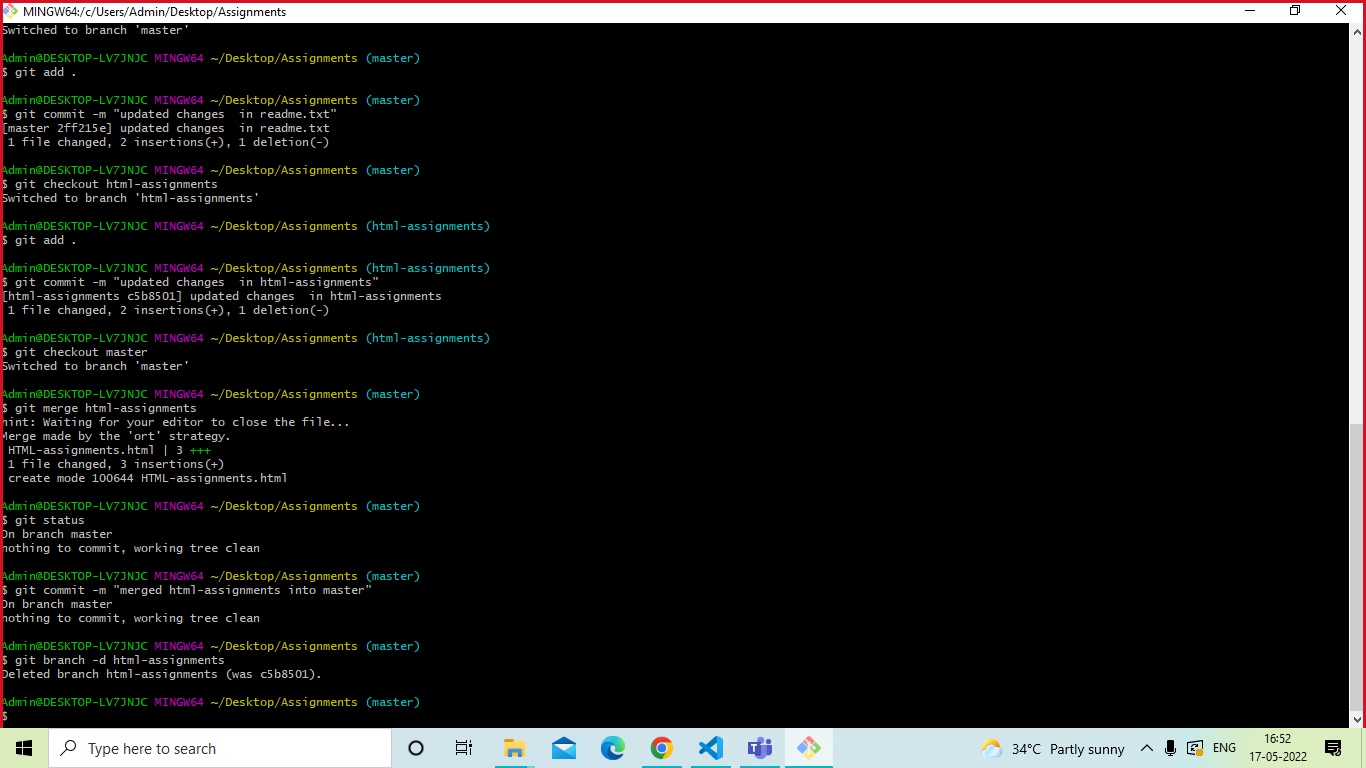 MINGW64:/c/Users/Admin/Desktop/Assignments
Switched to branch 'master'
Admin@DESKTOP-LV7JNJC MINGW64 ~/Desktop/Assignments (master)
$ git add .
Admin@DESKTOP-LV7JNJC MINGW64 ~/Desktop/Assignments (master)
$ git commit -m "updated changes  in readme.txt"
[master 2ff215e] updated changes  in readme.txt
1 file changed, 2 insertions(+), 1 deletion(-)
Admin@DESKTOP-LV7JNJC MINGW64 ~/Desktop/Assignments (master)
$ git checkout html-assignments
Switched to branch 'html-assignments'
Admin@DESKTOP-LV7JNJC MINGW64 ~/Desktop/Assignments (html-assignments)
$ git add .
Admin@DESKTOP-LV7JNJC MINGW64 ~/Desktop/Assignments (html-assignments)
$ git commit -m "updated changes  in html-assignments"
[html-assignments c5b8501] updated changes  in html-assignments
1 file changed, 2 insertions(+), 1 deletion(-)
Admin@DESKTOP-LV7JNJC MINGW64 ~/Desktop/Assignments (html-assignments)
$ git checkout master
Switched to branch 'master'
Admin@DESKTOP-LV7JNJC MINGW64 ~/Desktop/Assignments (master)
$ git merge html-assignments
hint: Waiting for your editor to close the file...
Merge made by the 'ort' strategy.
HTML-assignments.html | 3 +++
1 file changed, 3 insertions(+)
create mode 100644 HTML-assignments.html
Admin@DESKTOP-LV7JNJC MINGW64 ~/Desktop/Assignments (master)
$ git status
On branch master
nothing to commit, working tree clean
Admin@DESKTOP-LV7JNJC MINGW64 ~/Desktop/Assignments (master)
$ git commit -m "merged html-assignments into master"
On branch master
nothing to commit, working tree clean
Admin@DESKTOP-LV7JNJC MINGW64 ~/Desktop/Assignments (master)
$ git branch -d html-assignments
Deleted branch html-assignments (was c5b8501).
Admin@DESKTOP-LV7JNJC MINGW64 ~/Desktop/Assignments (master)
$
Type here to search
34°C Partly sunny
ENG
16:52
17-05-2022